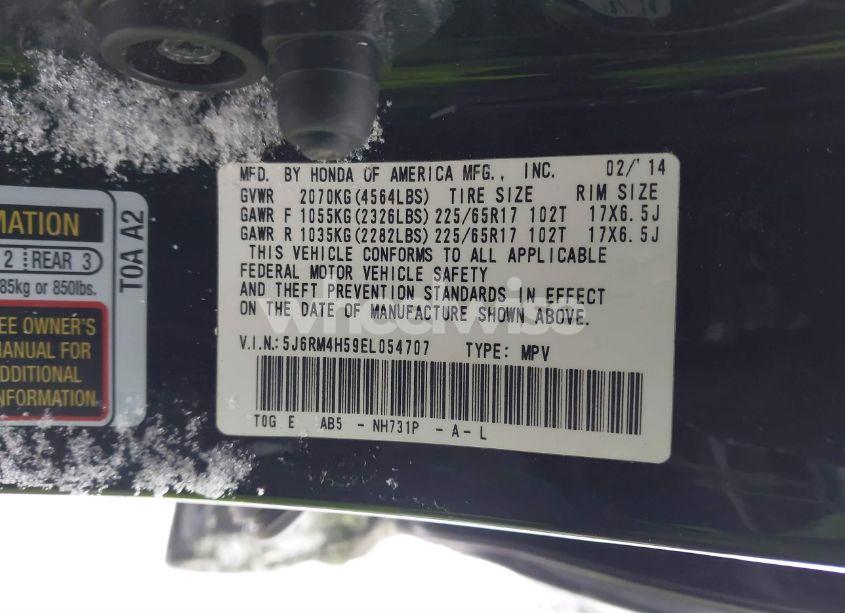 MFD. BY HONDA OF AMERICA MFG., INC. 02/'14
GVWR 2070KG(4564LBS) TIRE SIZE RIM SIZE
GAWR F 1055KG(2326LBS) 225/65R17 102T 17X6.5J
GAWR R 1035KG(2282LBS) 225/65R17 102T 17X6.5J
THIS VEHICLE CONFORMS TO ALL APPLICABLE
FEDERAL MOTOR VEHICLE SAFETY
AND THEFT PREVENTION STANDARDS IN EFFECT
ON THE DATE OF MANUFACTURE SHOWN ABOVE.
V.I.N.: 5J6RM4H59EL054707 TYPE: MPV
T0G E AB5 - NH731P - A - L
MATION
2 REAR 3
85kg or 850lbs.
EE OWNER'S
MANUAL FOR
DDITIONAL
NFORMATION
T0A A2
wheelwise